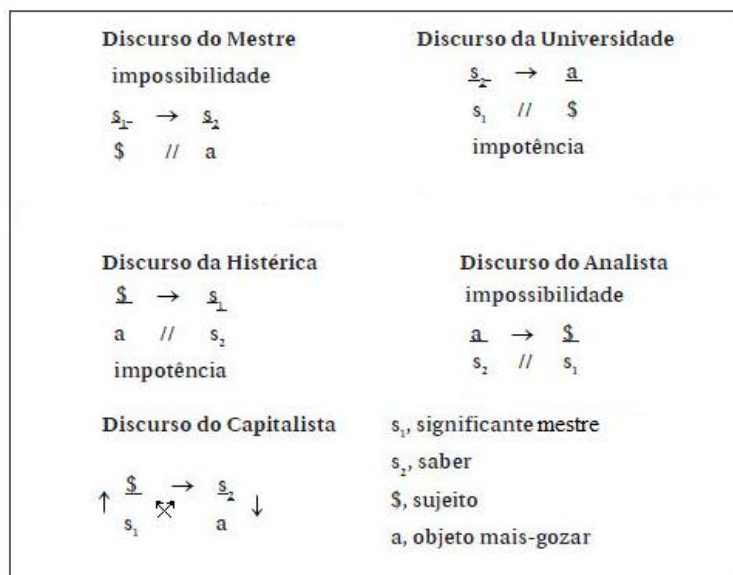 Discurso do Mestre
impossibilidade
s₁ → s₂
$ // a
Discurso da Universidade
s₂ → a
s₁ // $
impotência
Discurso da Histérica
$ → s₁
a // s₂
impotência
Discurso do Analista
impossibilidade
a → $
s₂ // s₁
Discurso do Capitalista
↑ $ → s₂ ↓
s₁ a
s₁, significante mestre
s₂, saber
$, sujeito
a, objeto mais-gozar